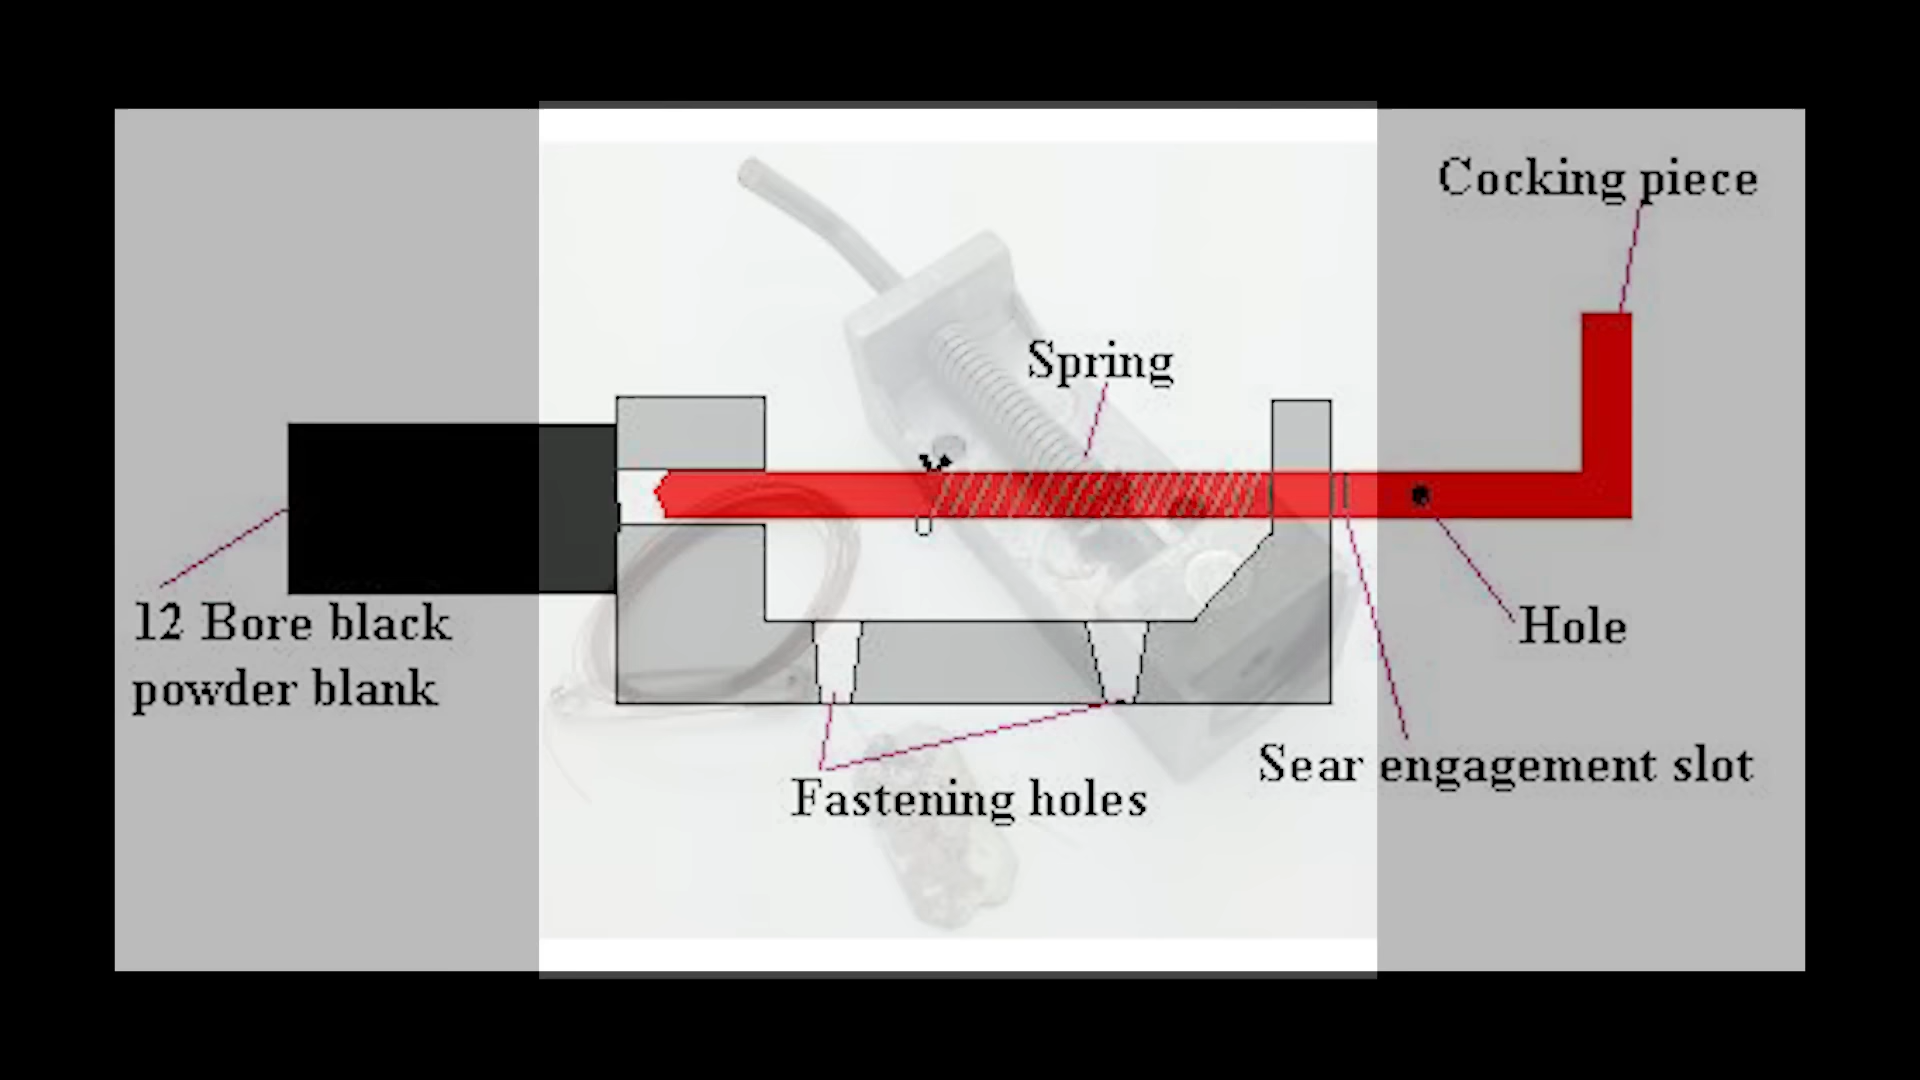 Cocking piece
Spring
12 Bore black
powder blank
Hole
Sear engagement slot
Fastening holes